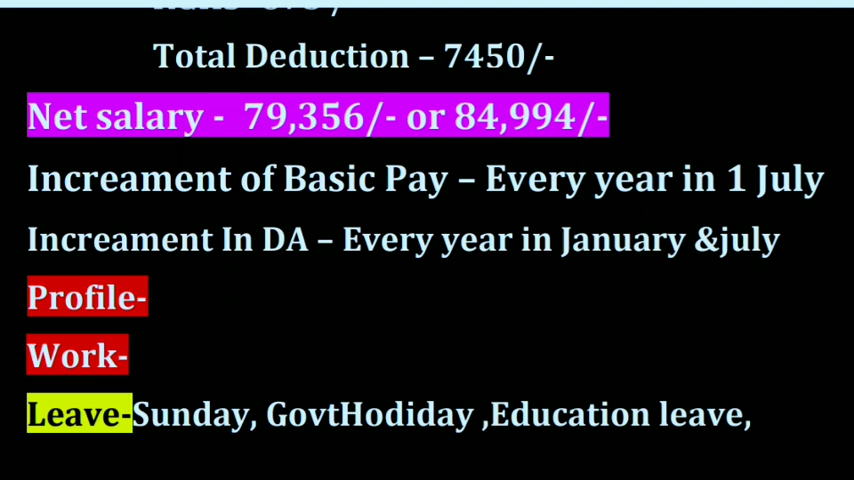 Total Deduction – 7450/-
Net salary - 79,356/- or 84,994/-
Increament of Basic Pay – Every year in 1 July
Increament In DA – Every year in January &july
Profile-
Work-
Leave-Sunday, GovtHodiday ,Education leave,